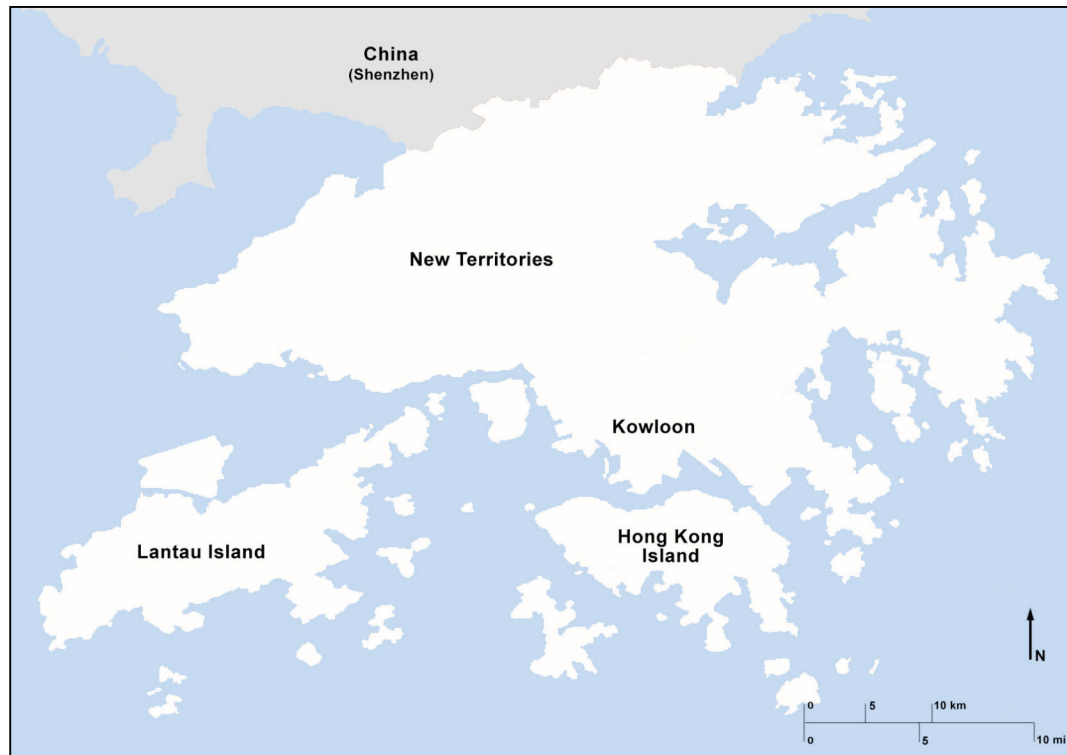 China
(Shenzhen)
New Territories
Kowloon
Lantau Island
Hong Kong
Island
N
0 5 10 km
0 5 10 mi